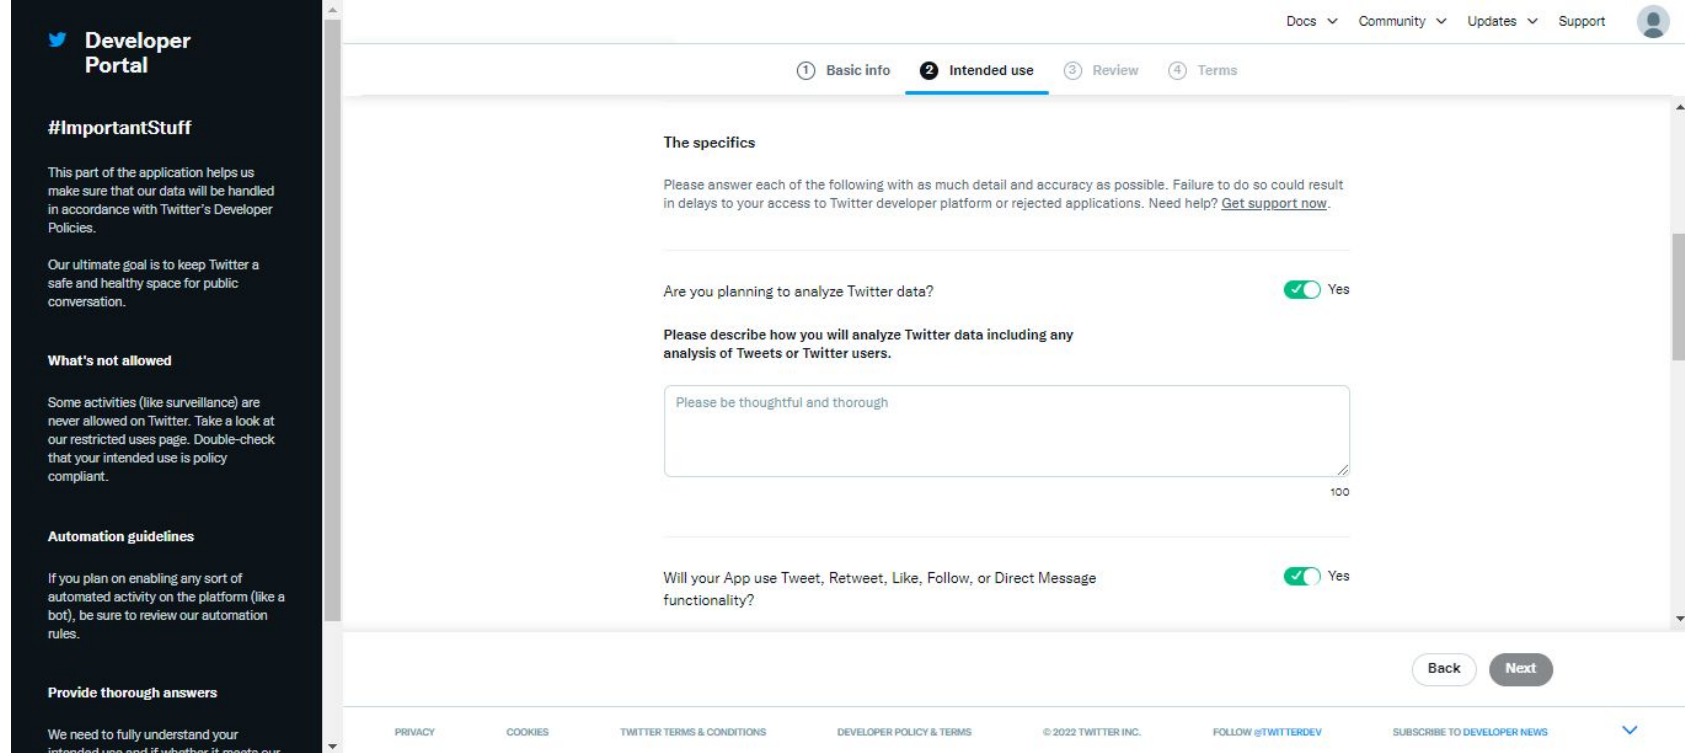 Developer
Portal
#ImportantStuff
This part of the application helps us
make sure that our data will be handled
in accordance with Twitter's Developer
Policies.
Our ultimate goal is to keep Twitter a
safe and healthy space for public
conversation.
What's not allowed
Some activities (like surveillance) are
never allowed on Twitter. Take a look at
our restricted uses page. Double-check
that your intended use is policy
compliant.
Automation guidelines
If you plan on enabling any sort of
automated activity on the platform (like a
bot), be sure to review our automation
rules.
Provide thorough answers
We need to fully understand your
intended use and if whether it meets our
Docs Community Updates Support
1 Basic info 2 Intended use 3 Review 4 Terms
The specifics
Please answer each of the following with as much detail and accuracy as possible. Failure to do so could result
in delays to your access to Twitter developer platform or rejected applications. Need help? Get support now.
Are you planning to analyze Twitter data? Yes
Please describe how you will analyze Twitter data including any
analysis of Tweets or Twitter users.
Please be thoughtful and thorough
100
Will your App use Tweet, Retweet, Like, Follow, or Direct Message Yes
functionality?
Back Next
PRIVACY COOKIES TWITTER TERMS & CONDITIONS DEVELOPER POLICY & TERMS © 2022 TWITTER INC. FOLLOW @TWITTERDEV SUBSCRIBE TO DEVELOPER NEWS